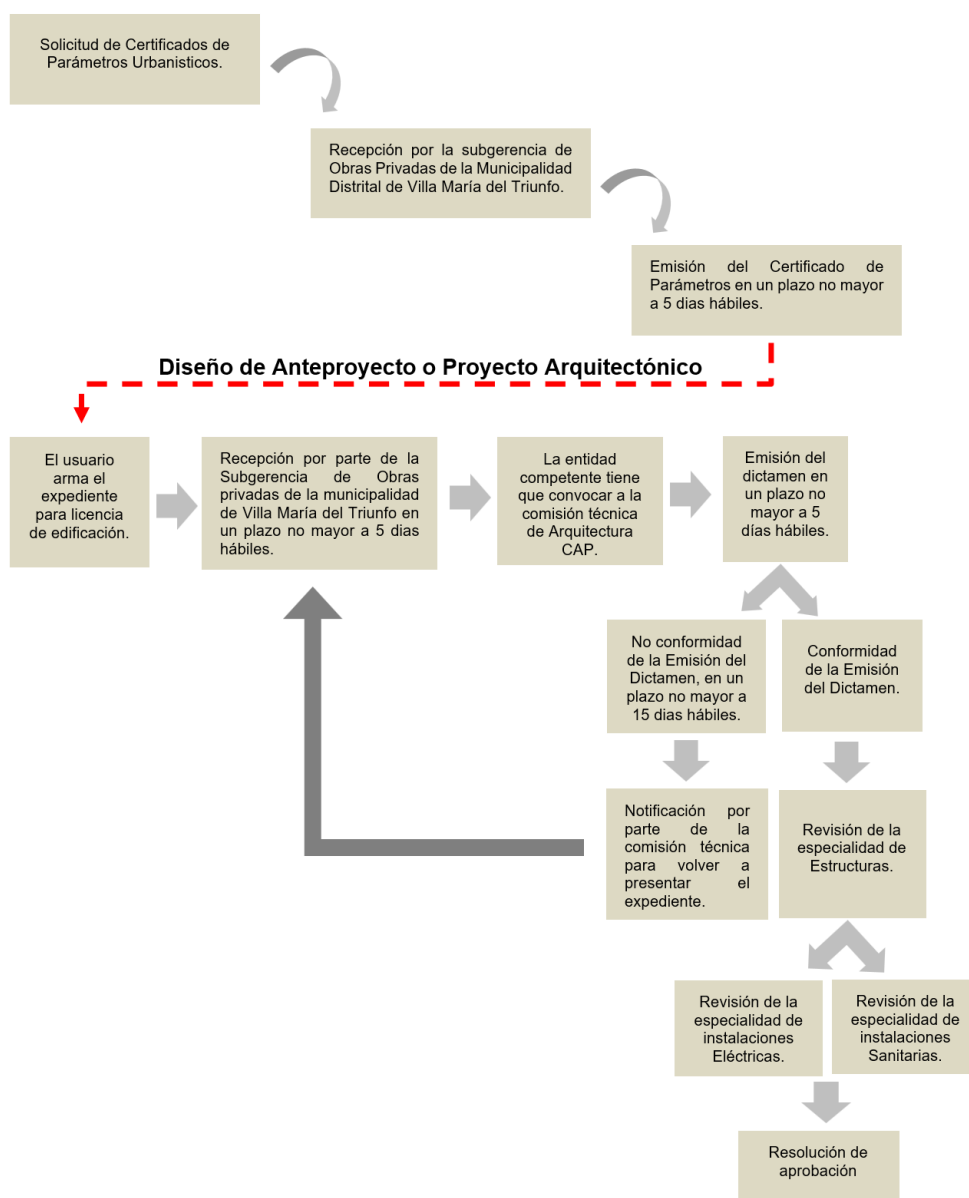 Solicitud de Certificados de
Parámetros Urbanisticos.
Recepción por la subgerencia de
Obras Privadas de la Municipalidad
Distrital de Villa María del Triunfo.
Emisión del Certificado de
Parámetros en un plazo no mayor
a 5 dias hábiles.
Diseño de Anteproyecto o Proyecto Arquitectónico
El usuario
arma el
expediente
para licencia
de edificación.
Recepción por parte de la
Subgerencia de Obras
privadas de la municipalidad
de Villa María del Triunfo en
un plazo no mayor a 5 dias
hábiles.
La entidad
competente tiene
que convocar a la
comisión técnica
de Arquitectura
CAP.
Emisión del
dictamen en
un plazo no
mayor a 5
días hábiles.
No conformidad
de la Emisión del
Dictamen, en un
plazo no mayor a
15 dias hábiles.
Conformidad
de la Emisión
del Dictamen.
Notificación por
parte de la
comisión técnica
para volver a
presentar el
expediente.
Revisión de la
especialidad de
Estructuras.
Revisión de la
especialidad de
instalaciones
Eléctricas.
Revisión de la
especialidad de
instalaciones
Sanitarias.
Resolución de
aprobación